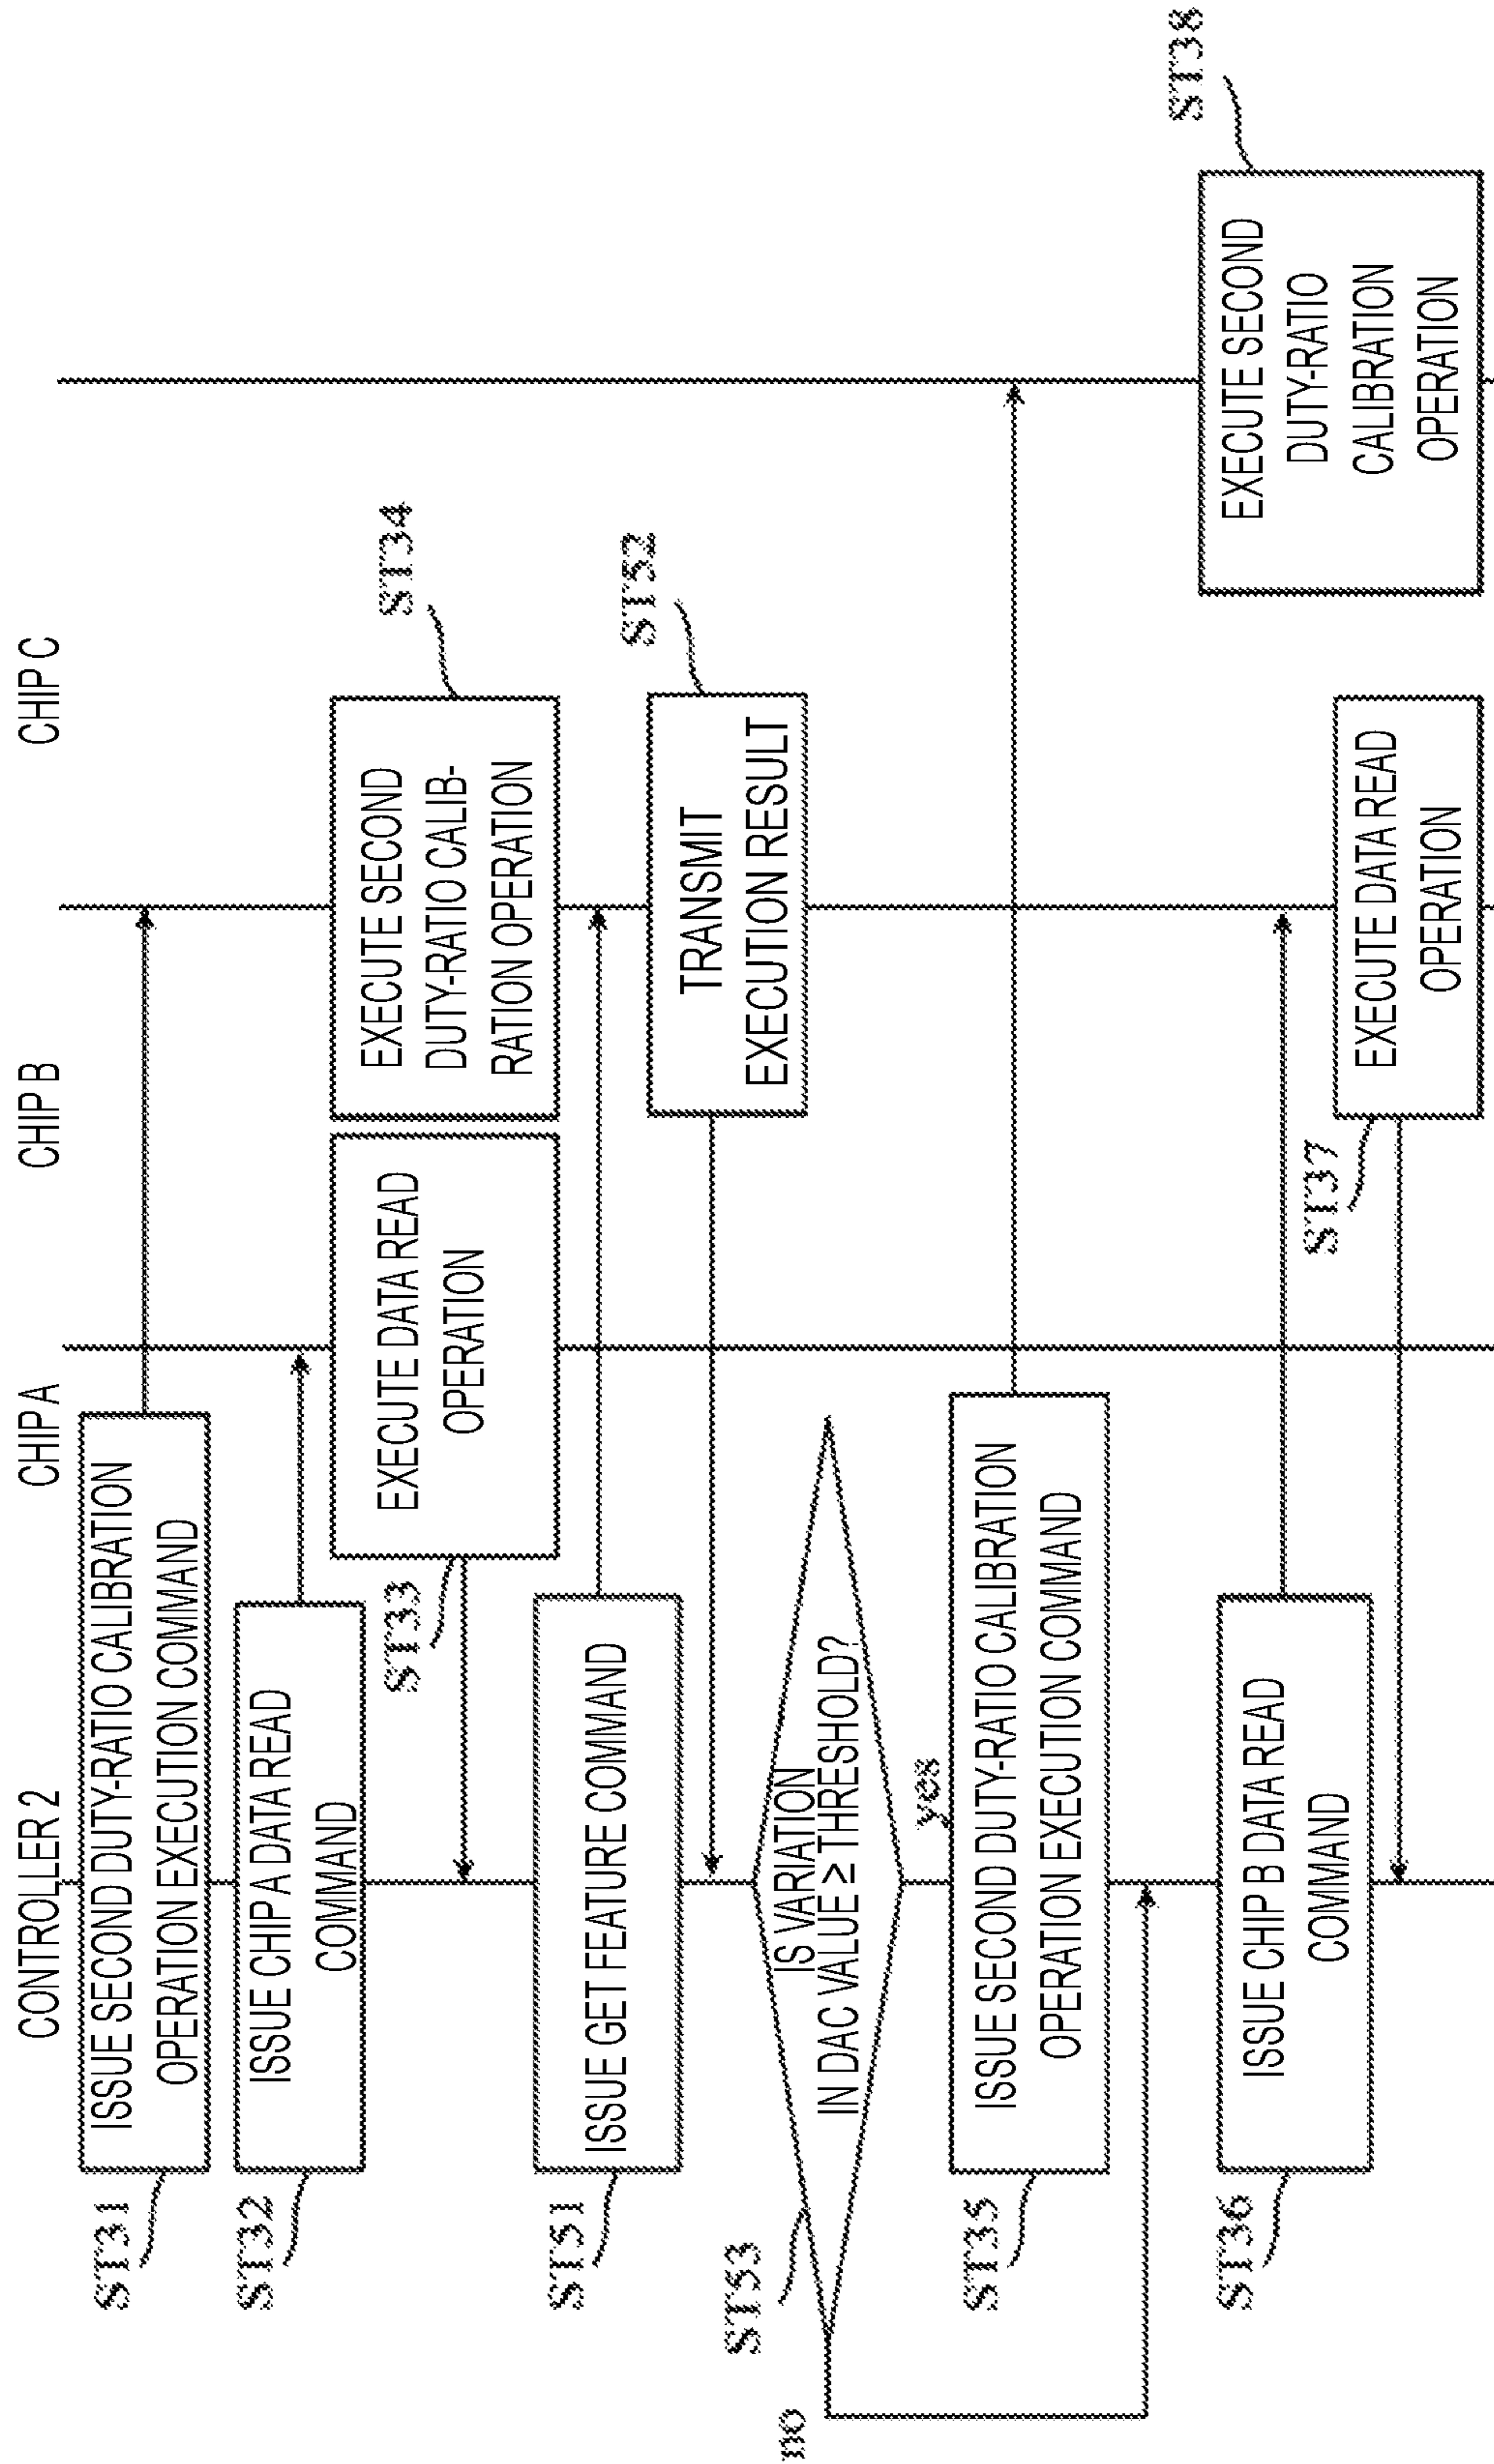 CONTROLLER 2
CHIP A
CHIP B
CHIP C
ST31
ISSUE SECOND DUTY-RATIO CALIBRATION
OPERATION EXECUTION COMMAND
ST32
ISSUE CHIP A DATA READ
COMMAND
ST33
EXECUTE DATA READ
OPERATION
ST34
EXECUTE SECOND
DUTY-RATIO CALIB-
RATION OPERATION
ST51
ISSUE GET FEATURE COMMAND
ST52
TRANSMIT
EXECUTION RESULT
ST53
IS VARIATION
IN DAC VALUE ≥ THRESHOLD?
no
yes
ST35
ISSUE SECOND DUTY-RATIO CALIBRATION
OPERATION EXECUTION COMMAND
ST36
ISSUE CHIP B DATA READ
COMMAND
ST37
EXECUTE DATA READ
OPERATION
ST38
EXECUTE SECOND
DUTY-RATIO
CALIBRATION
OPERATION